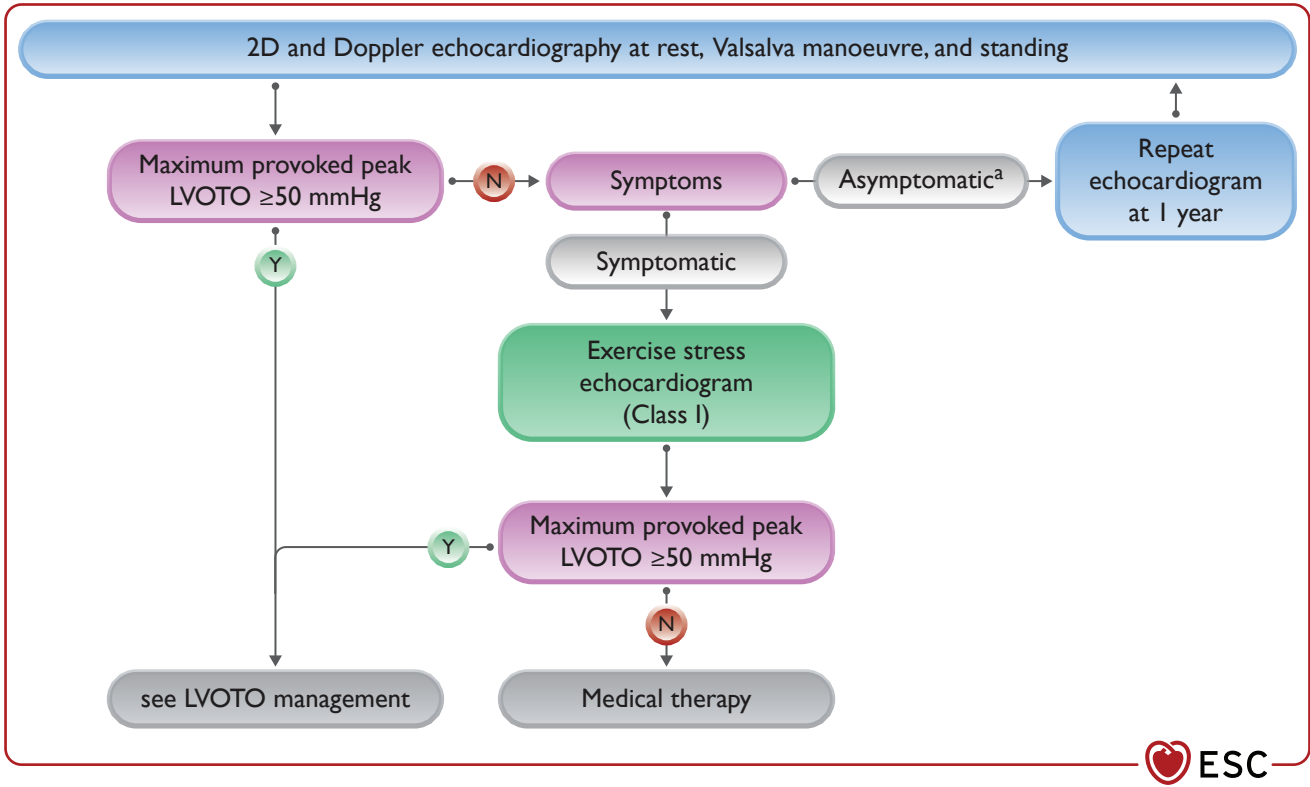 2D and Doppler echocardiography at rest, Valsalva manoeuvre, and standing
Maximum provoked peak
LVOTO ≥50 mmHg
N
Symptoms
Asymptomaticᵃ
Repeat
echocardiogram
at 1 year
Y
Symptomatic
Exercise stress
echocardiogram
(Class I)
Maximum provoked peak
LVOTO ≥50 mmHg
Y
N
see LVOTO management
Medical therapy
ESC